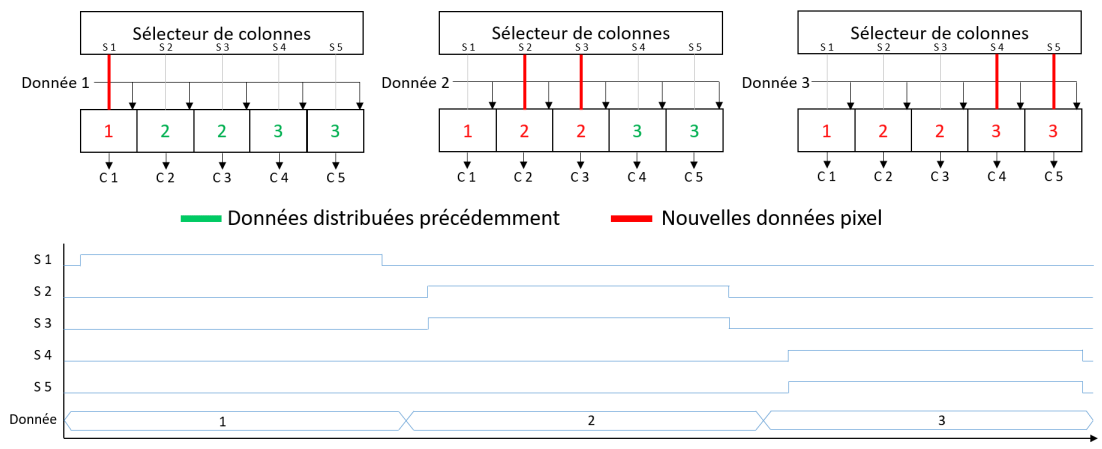 Sélecteur de colonnes
S 1 S 2 S 3 S 4 S 5
Donnée 1
1 2 2 3 3
C 1 C 2 C 3 C 4 C 5
Sélecteur de colonnes
S 1 S 2 S 3 S 4 S 5
Donnée 2
1 2 2 3 3
C 1 C 2 C 3 C 4 C 5
Sélecteur de colonnes
S 1 S 2 S 3 S 4 S 5
Donnée 3
1 2 2 3 3
C 1 C 2 C 3 C 4 C 5
Données distribuées précédemment
Nouvelles données pixel
S 1
S 2
S 3
S 4
S 5
Donnée 1 2 3